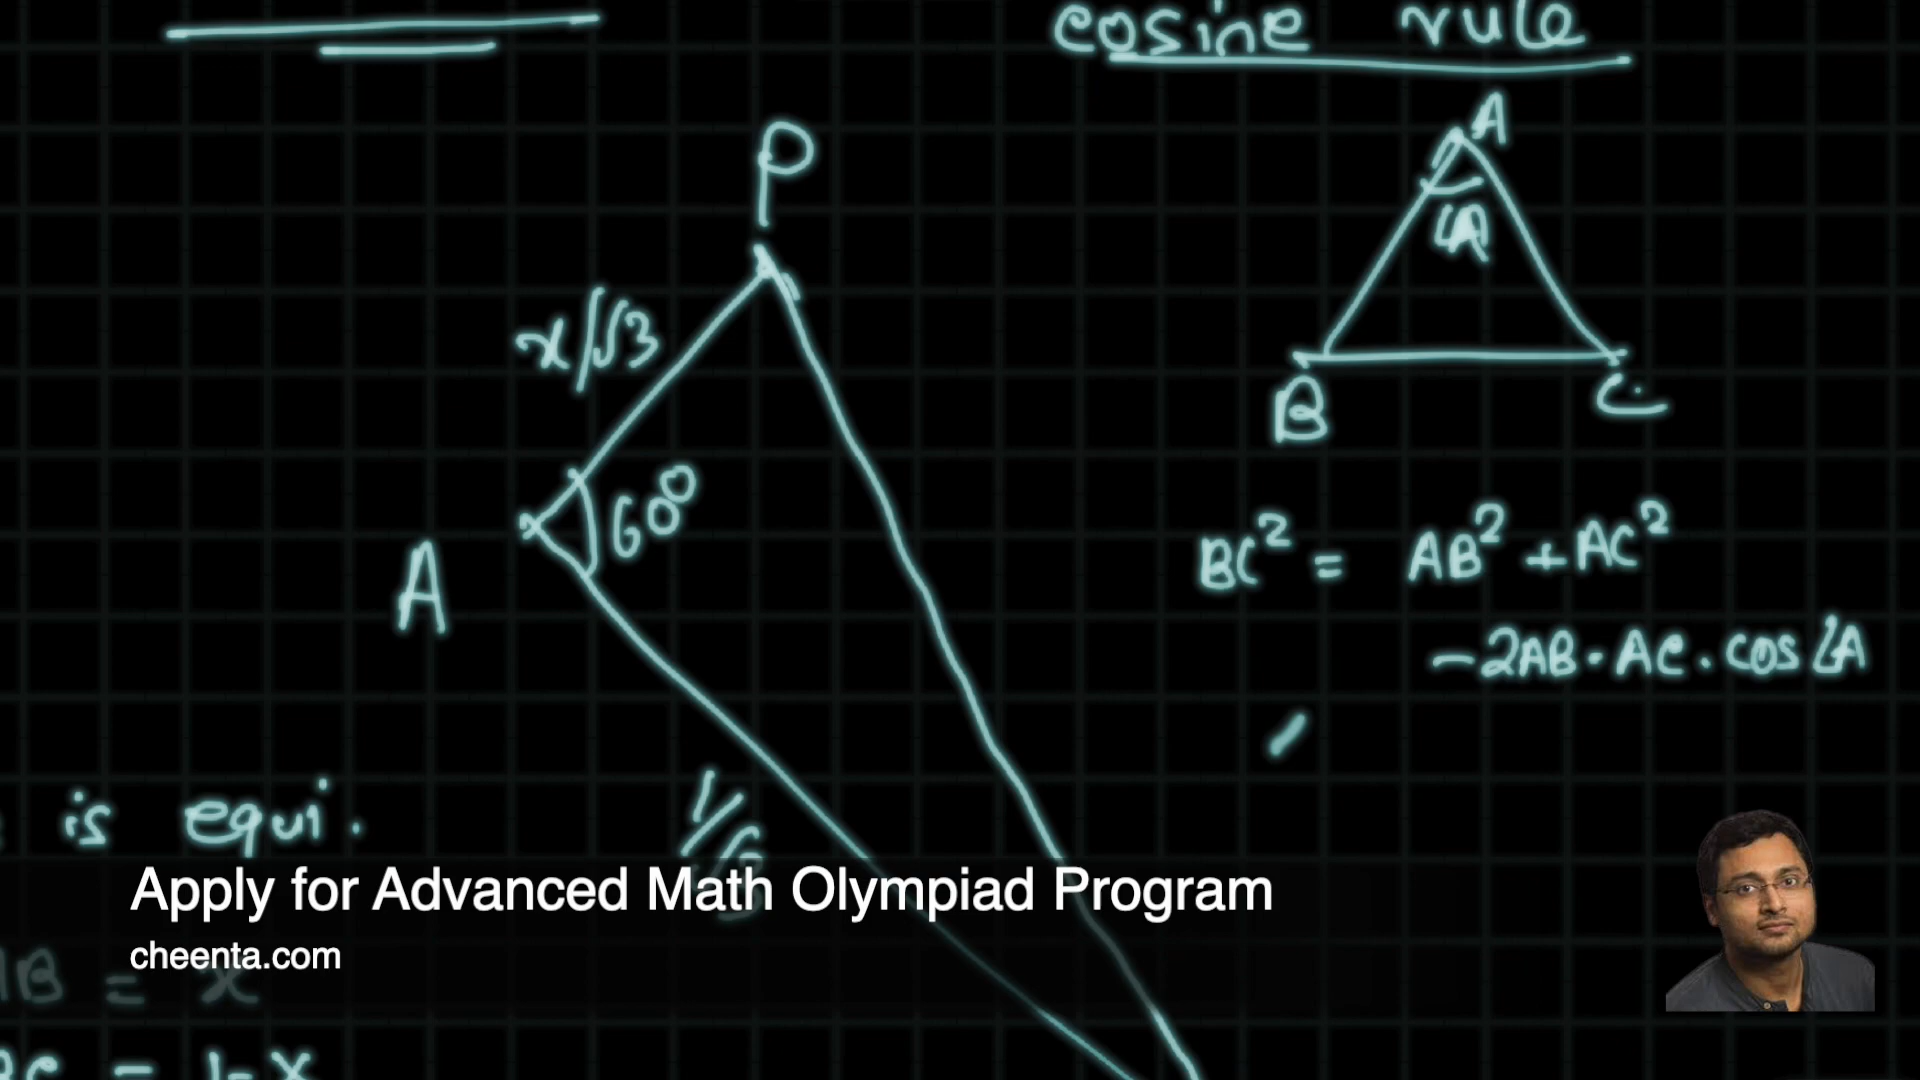 cosine rule
A
∠A
B
C
P
x/√3
60°
A
BC² = AB² + AC²
-2AB · AC · cos ∠A
is equi.
Apply for Advanced Math Olympiad Program
cheenta.com
AB = x
= 1-x